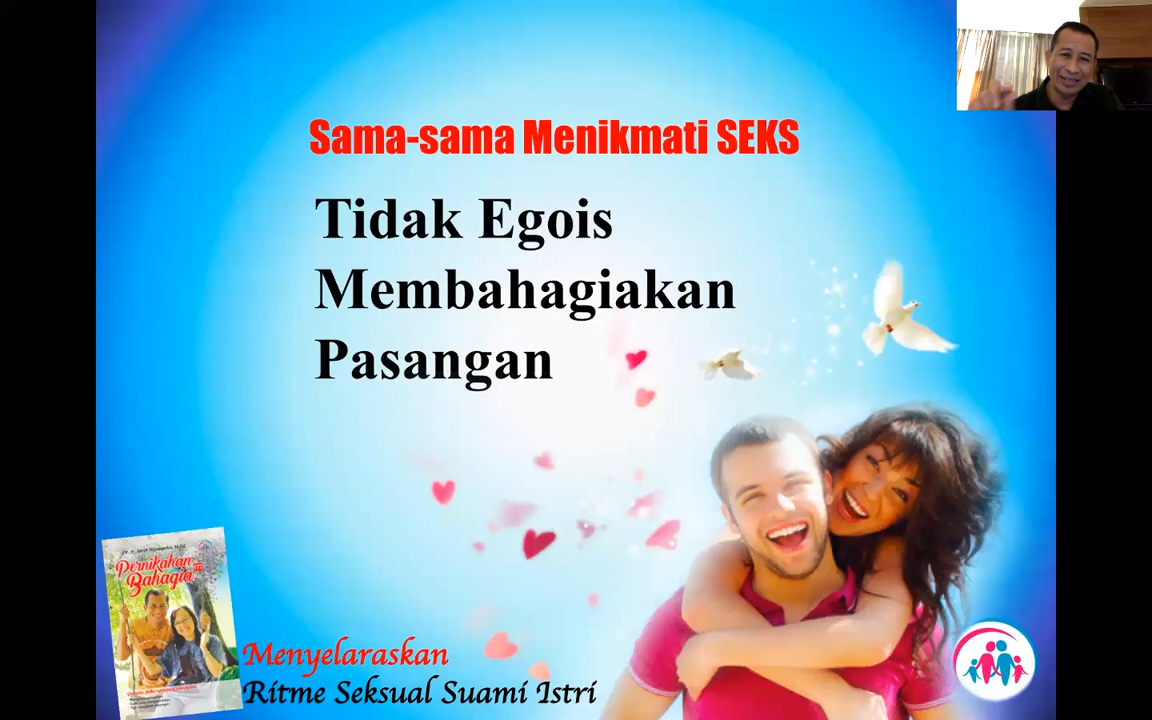 Sama-sama Menikmati SEKS
Tidak Egois
Membahagiakan
Pasangan
Pernikahan
Bahagia
Menyelaraskan
Ritme Seksual Suami Istri